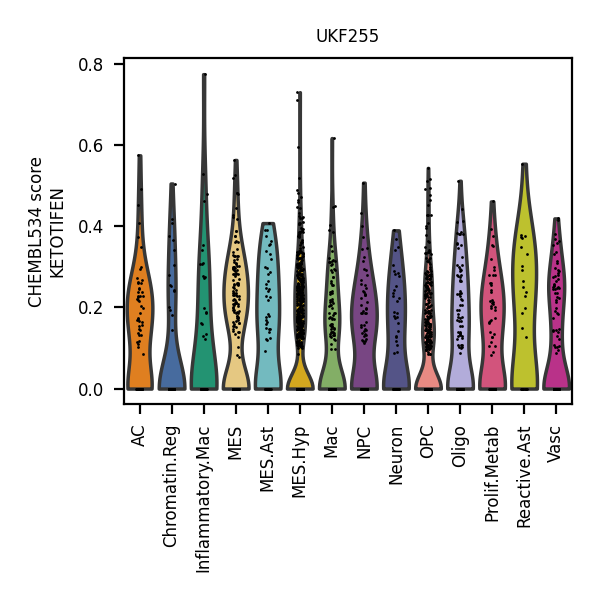 UKF255
CHEMBL534 score
KETOTIFEN
0.8
0.6
0.4
0.2
0.0
AC
Chromatin.Reg
Inflammatory.Mac
MES
MES.Ast
MES.Hyp
Mac
NPC
Neuron
OPC
Oligo
Prolif.Metab
Reactive.Ast
Vasc